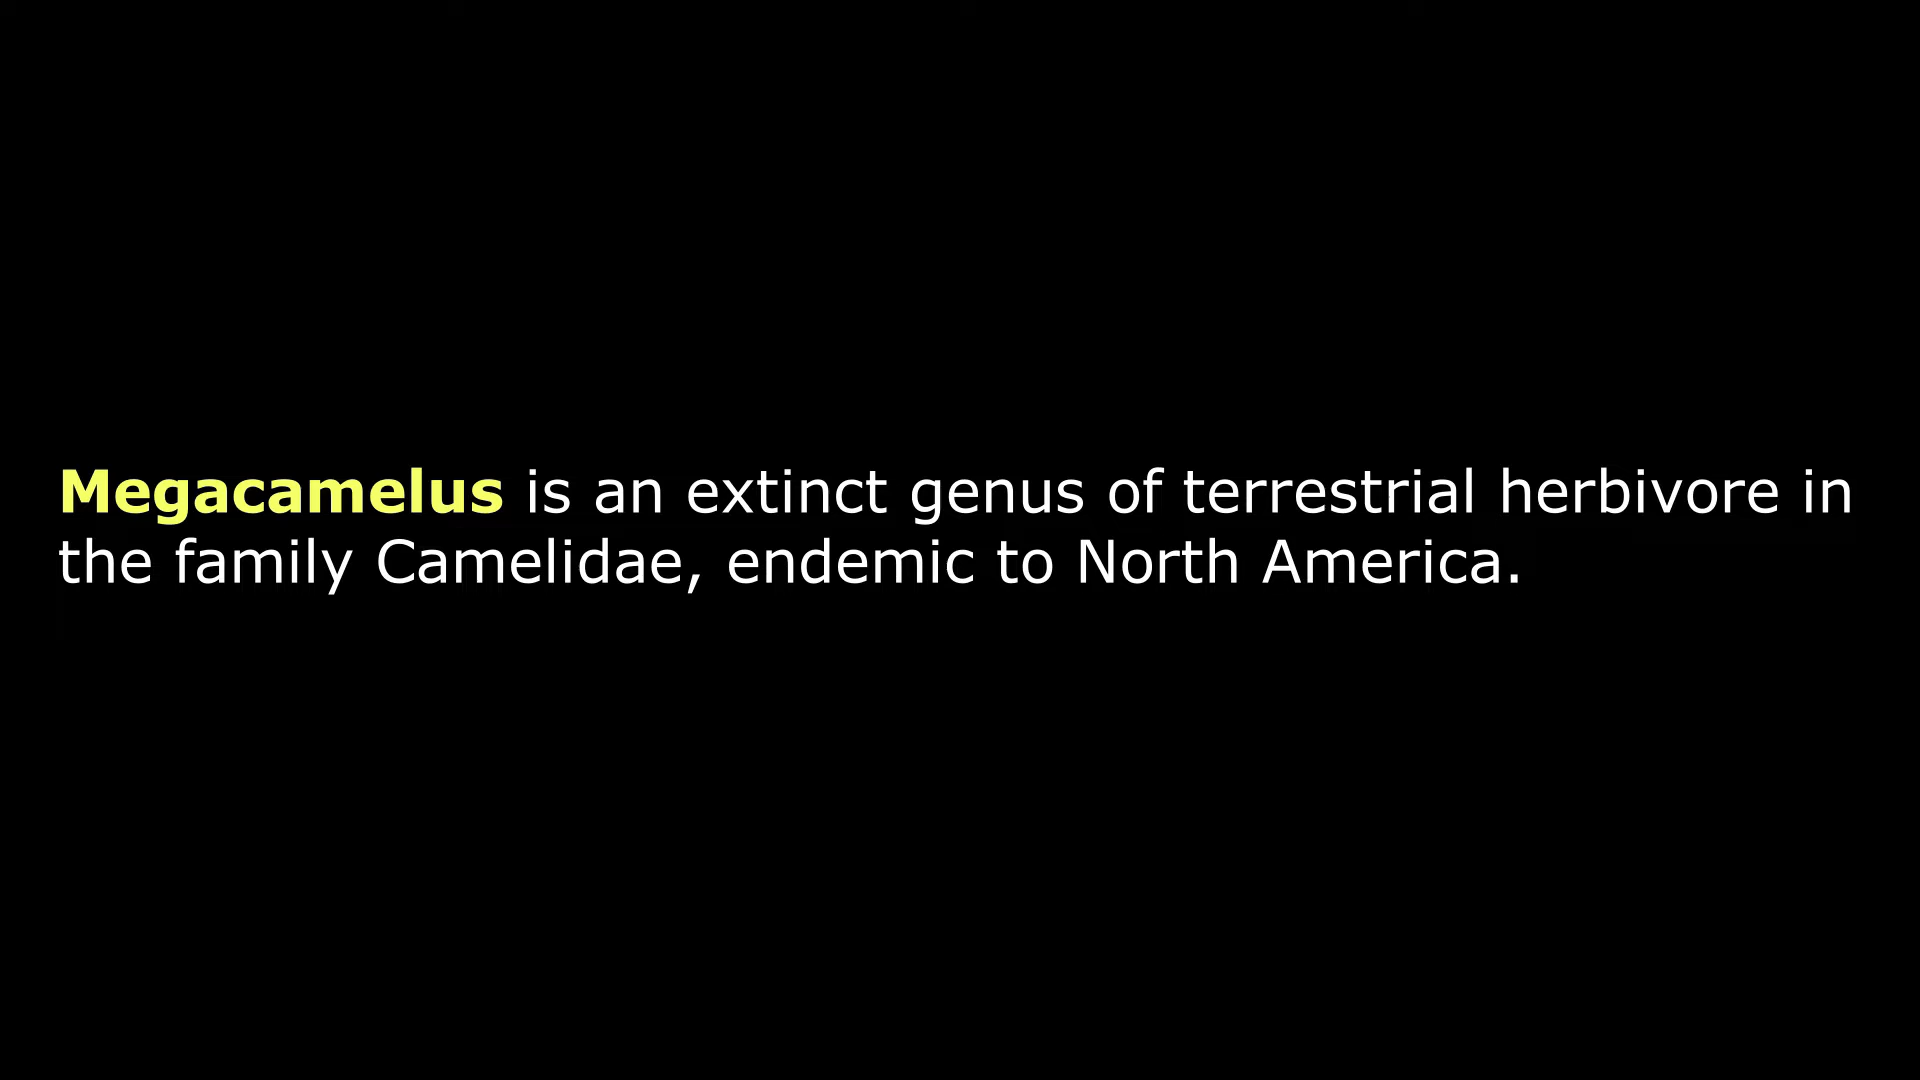 Megacamelus is an extinct genus of terrestrial herbivore in
the family Camelidae, endemic to North America.